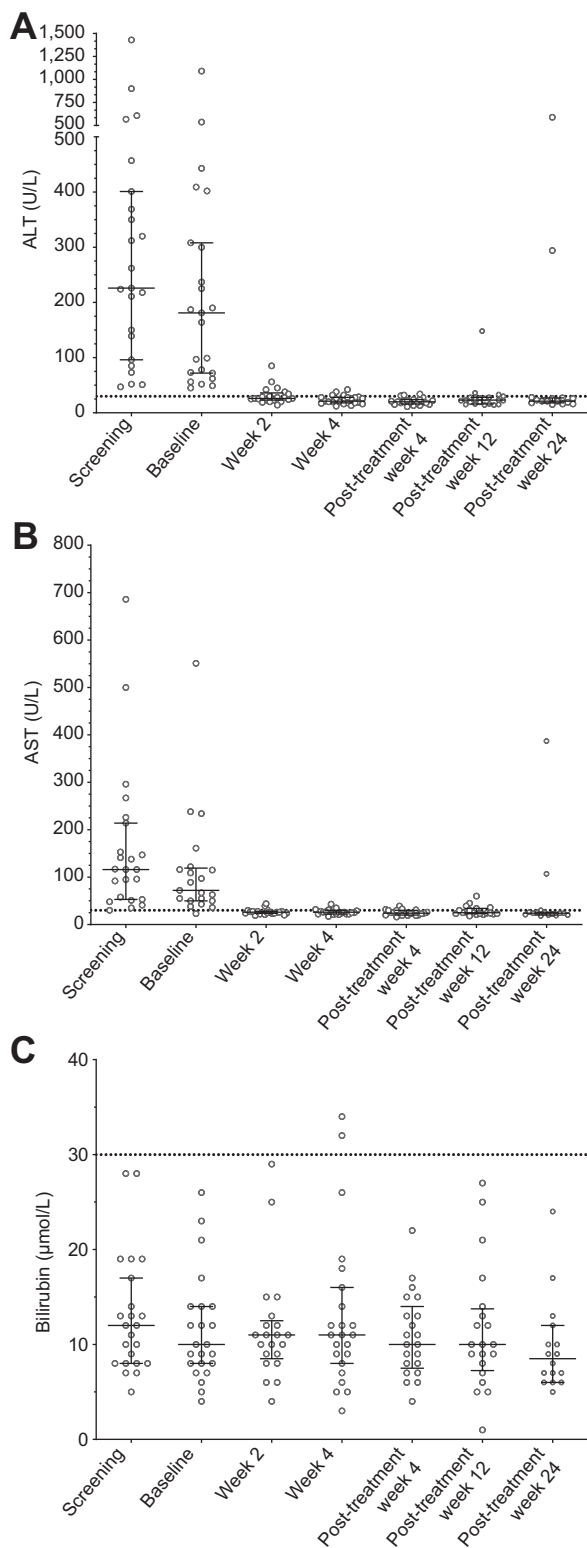 A
1,500
1,250
1,000
750
500
500
400
300
200
100
0
ALT (U/L)
Screening
Baseline
Week 2
Week 4
Post-treatment
week 4
Post-treatment
week 12
Post-treatment
week 24
B
800
700
600
500
400
300
200
100
0
AST (U/L)
Screening
Baseline
Week 2
Week 4
Post-treatment
week 4
Post-treatment
week 12
Post-treatment
week 24
C
40
30
20
10
0
Bilirubin (µmol/L)
Screening
Baseline
Week 2
Week 4
Post-treatment
week 4
Post-treatment
week 12
Post-treatment
week 24